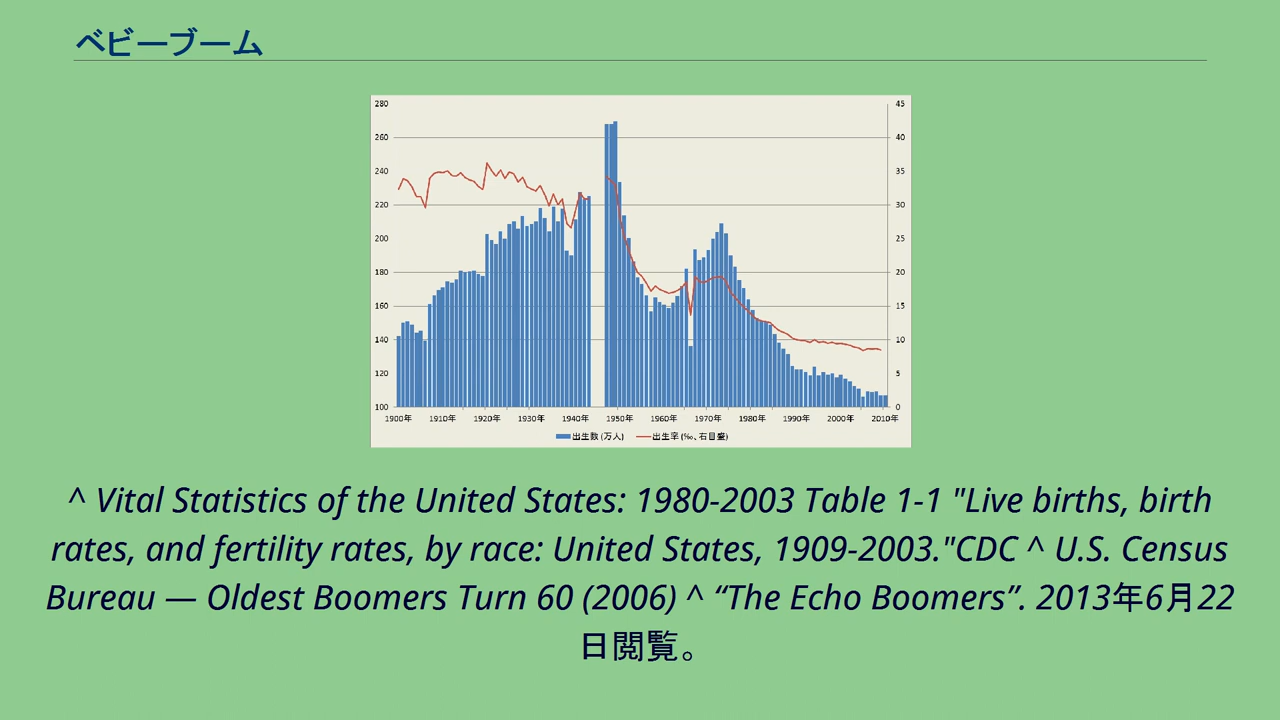 ベビーブーム
280
260
240
220
200
180
160
140
120
100
45
40
35
30
25
20
15
10
5
0
1900年 1910年 1920年 1930年 1940年 1950年 1960年 1970年 1980年 1990年 2000年 2010年
出生数 (万人) 出生率 (‰、右目盛)
^ Vital Statistics of the United States: 1980-2003 Table 1-1 "Live births, birth
rates, and fertility rates, by race: United States, 1909-2003."CDC ^ U.S. Census
Bureau — Oldest Boomers Turn 60 (2006) ^ “The Echo Boomers”. 2013年6月22
日閲覧。